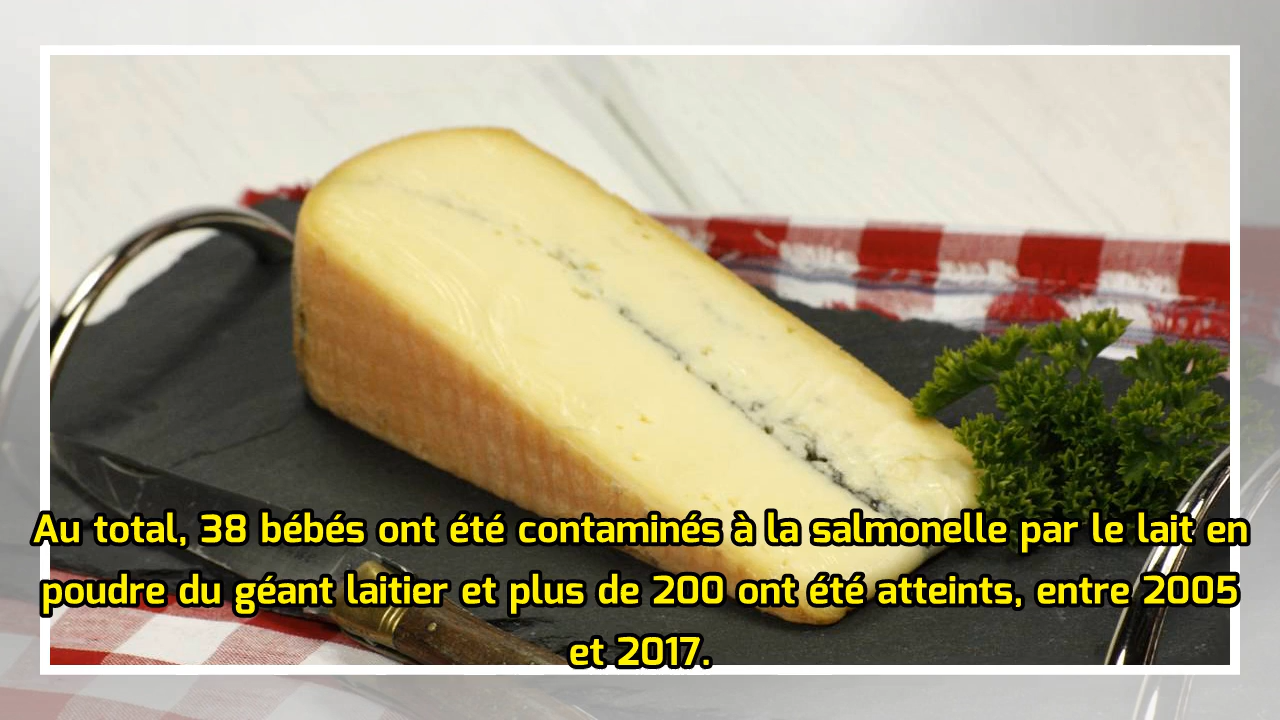 Au total, 38 bébés ont été contaminés à la salmonelle par le lait en
poudre du géant laitier et plus de 200 ont été atteints, entre 2005
et 2017.